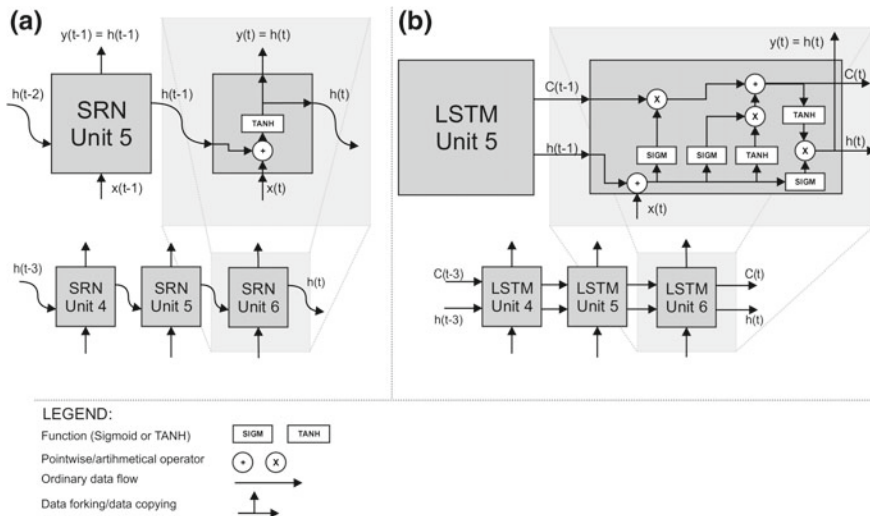 (a)
y(t-1) = h(t-1)
y(t) = h(t)
h(t-2)
SRN
Unit 5
h(t-1)
TANH
+
h(t)
x(t-1)
x(t)
h(t-3)
SRN
Unit 4
SRN
Unit 5
SRN
Unit 6
h(t)
(b)
y(t) = h(t)
LSTM
Unit 5
C(t-1)
h(t-1)
X
+
X
TANH
X
SIGM
SIGM
TANH
SIGM
+
x(t)
C(t)
h(t)
C(t-3)
h(t-3)
LSTM
Unit 4
LSTM
Unit 5
LSTM
Unit 6
C(t)
h(t)
LEGEND:
Function (Sigmoid or TANH) SIGM TANH
Pointwise/artihmetical operator + X
Ordinary data flow
Data forking/data copying